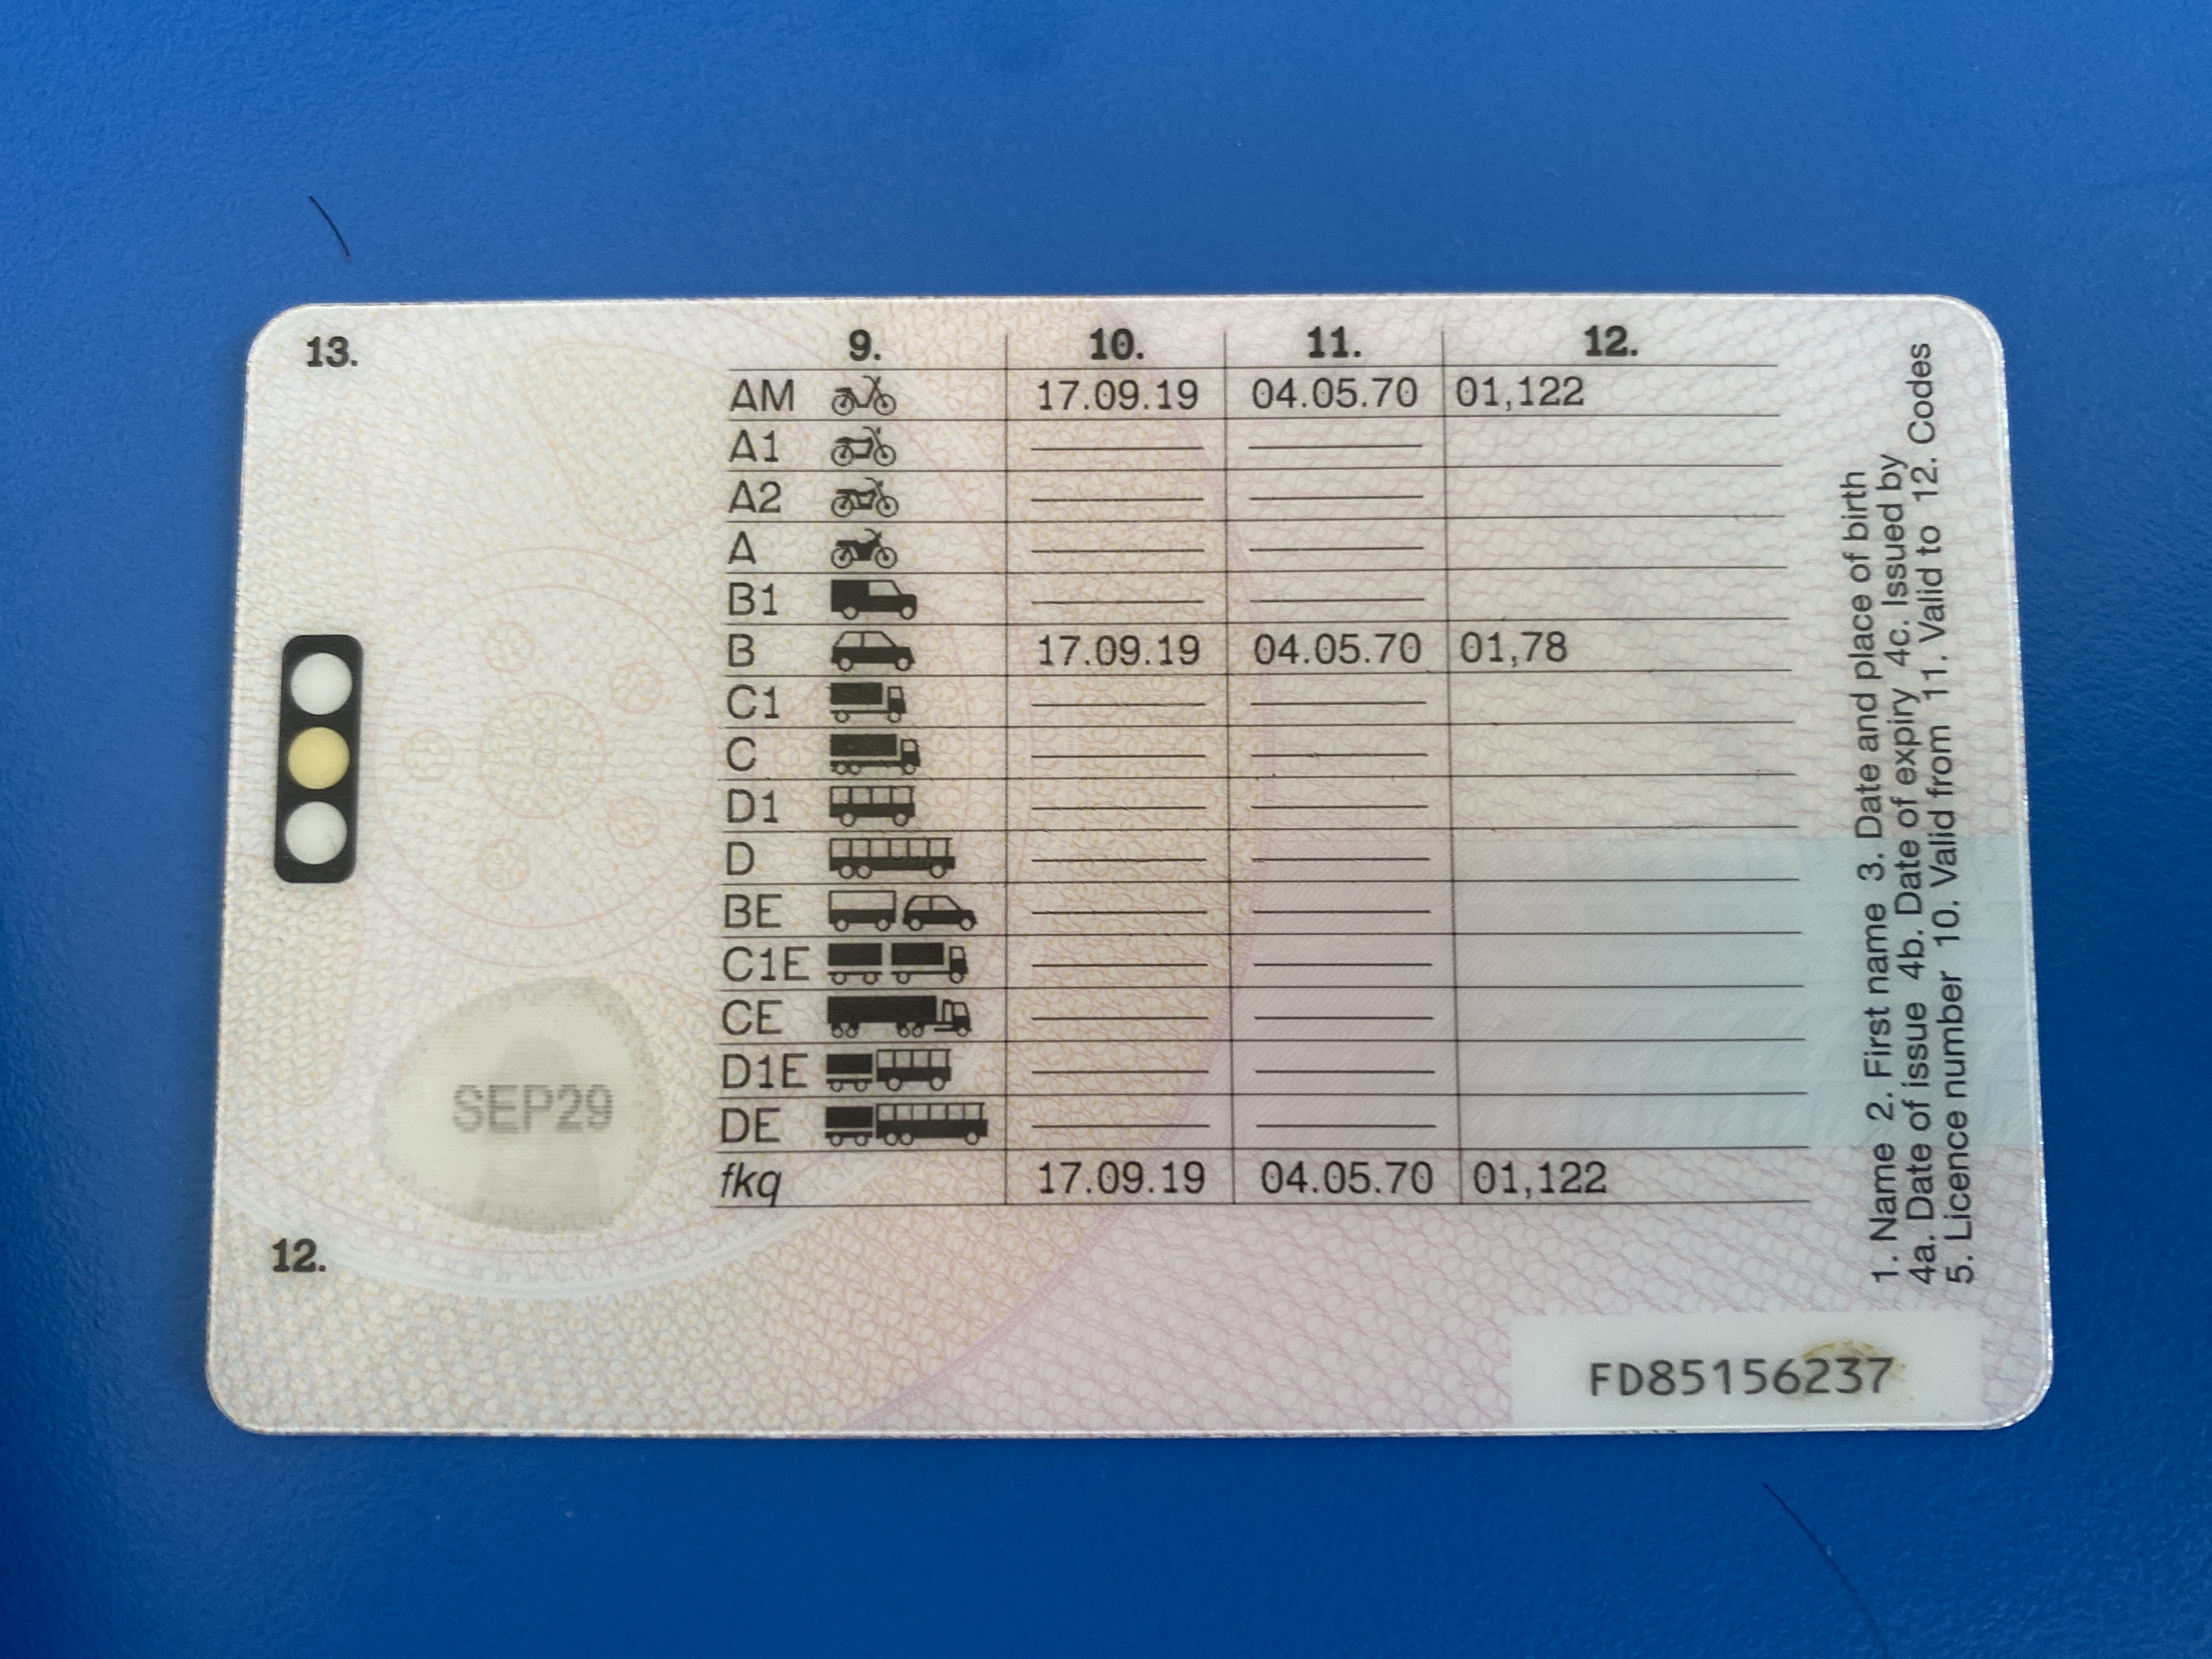 13.
9. 10. 11. 12.
AM 17.09.19 04.05.70 01,122
A1
A2
A
B1
B 17.09.19 04.05.70 01,78
C1
C
D1
D
BE
C1E
CE
D1E
DE
fkq 17.09.19 04.05.70 01,122
SEP29
12.
FD85156237
1. Name 2. First name 3. Date and place of birth
4a. Date of issue 4b. Date of expiry 4c. Issued by
5. Licence number 10. Valid from 11. Valid to 12. Codes